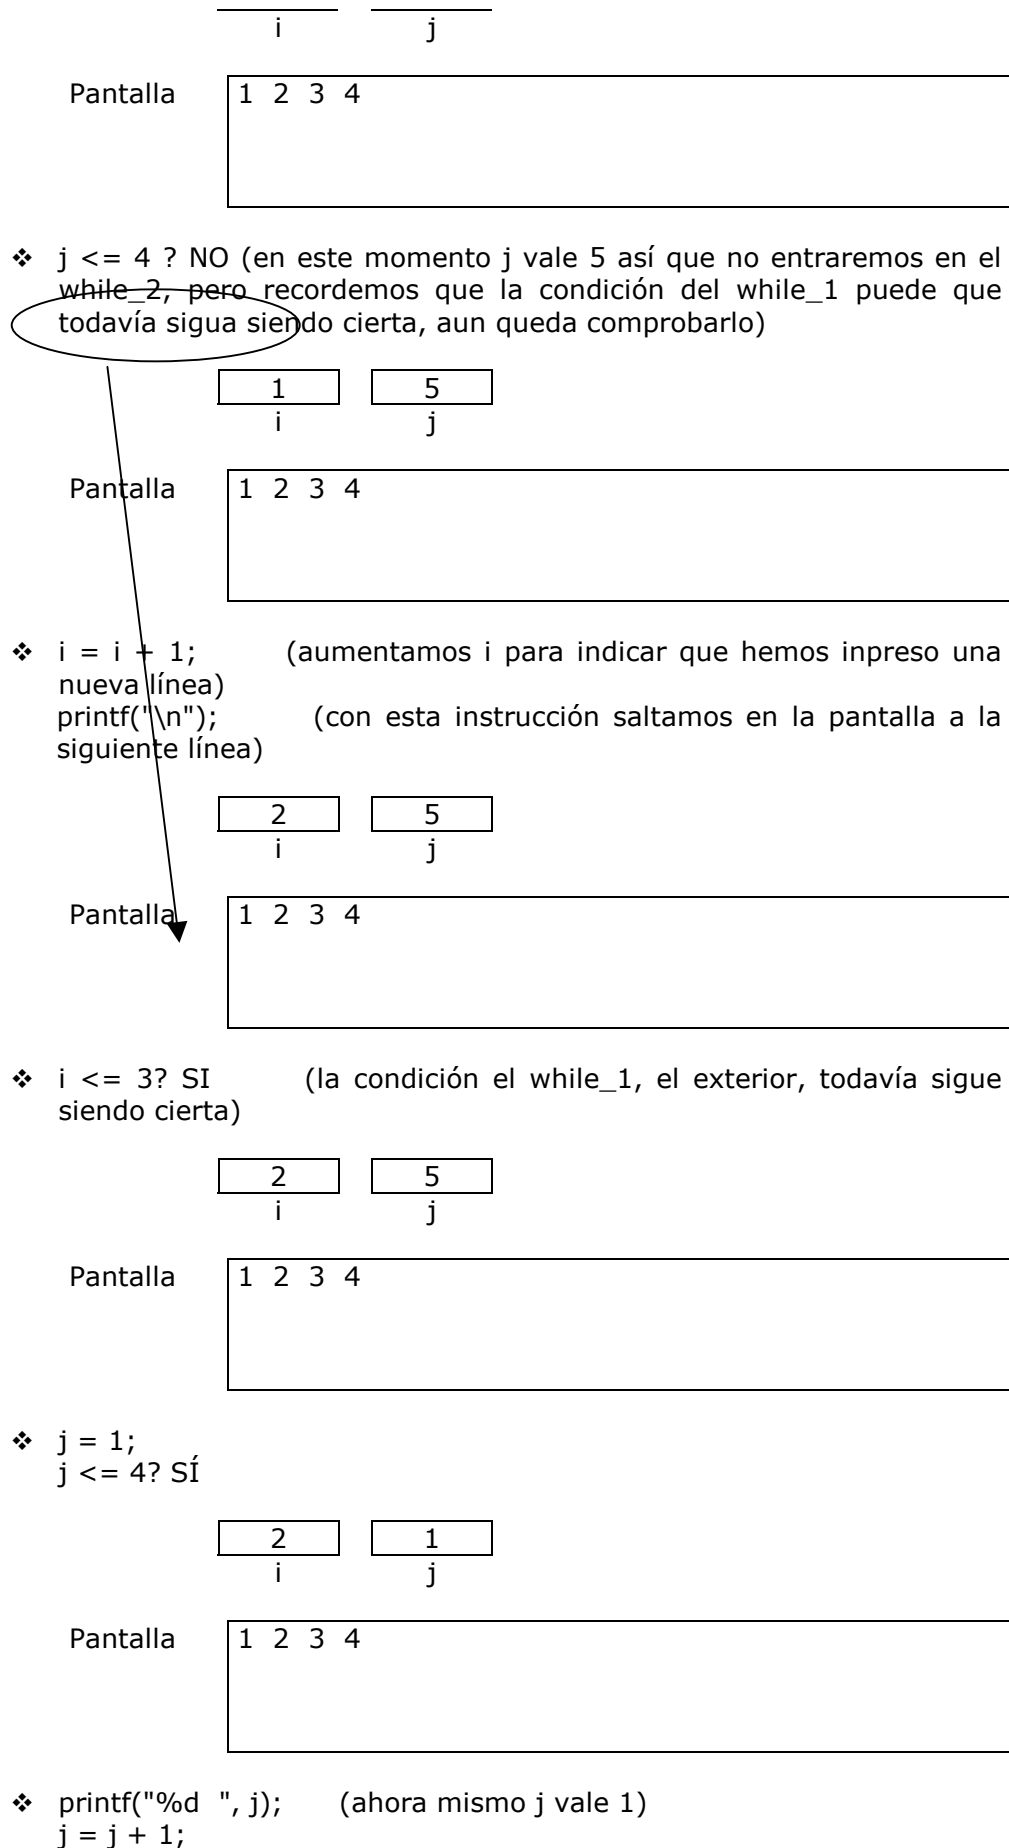 i j
Pantalla 1 2 3 4
❖ j <= 4 ? NO (en este momento j vale 5 así que no entraremos en el
while_2, pero recordemos que la condición del while_1 puede que
todavía sigua siendo cierta, aun queda comprobarlo)
1 5
i j
Pantalla 1 2 3 4
❖ i = i + 1; (aumentamos i para indicar que hemos inpreso una
nueva línea)
printf("\n"); (con esta instrucción saltamos en la pantalla a la
siguiente línea)
2 5
i j
Pantalla 1 2 3 4
❖ i <= 3? SI (la condición el while_1, el exterior, todavía sigue
siendo cierta)
2 5
i j
Pantalla 1 2 3 4
❖ j = 1;
j <= 4? SÍ
2 1
i j
Pantalla 1 2 3 4
❖ printf("%d ", j); (ahora mismo j vale 1)
j = j + 1;